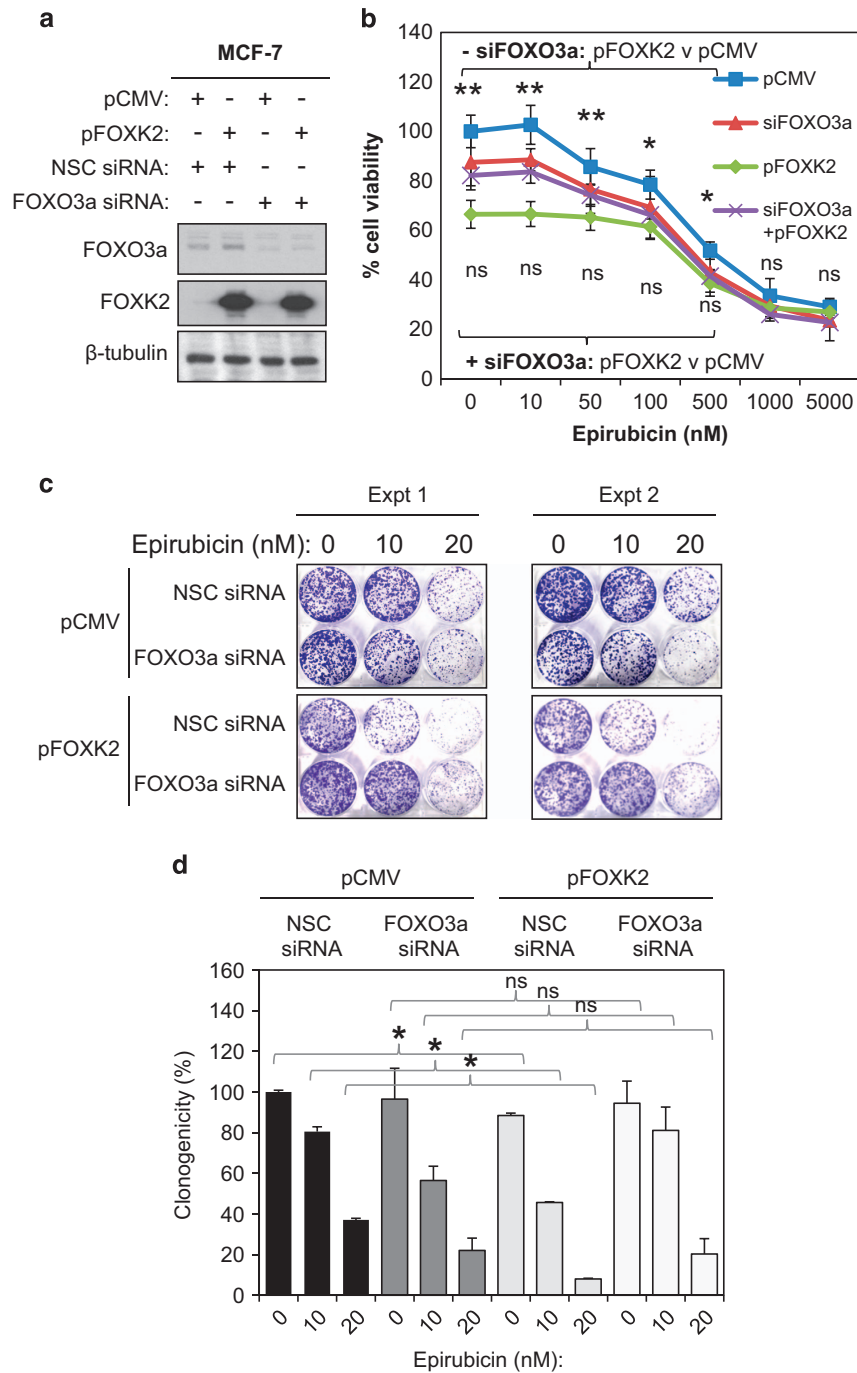 a
MCF-7
pCMV: + - + -
pFOXK2: - + - +
NSC siRNA: + + - -
FOXO3a siRNA: - - + +
FOXO3a
FOXK2
β-tubulin
b
140
120
100
80
60
40
20
0
% cell viability
- siFOXO3a: pFOXK2 v pCMV
** ** ** * *
pCMV
siFOXO3a
pFOXK2
siFOXO3a
+pFOXK2
ns ns ns ns ns ns ns
+ siFOXO3a: pFOXK2 v pCMV
0 10 50 100 500 1000 5000
Epirubicin (nM)
c
Expt 1 Expt 2
Epirubicin (nM): 0 10 20 0 10 20
pCMV
NSC siRNA
FOXO3a siRNA
pFOXK2
NSC siRNA
FOXO3a siRNA
d
pCMV pFOXK2
NSC FOXO3a NSC FOXO3a
siRNA siRNA siRNA siRNA
160
140
120
100
80
60
40
20
0
Clonogenicity (%)
ns
ns
ns
*
*
*
0 10 20 0 10 20 0 10 20 0 10 20
Epirubicin (nM):